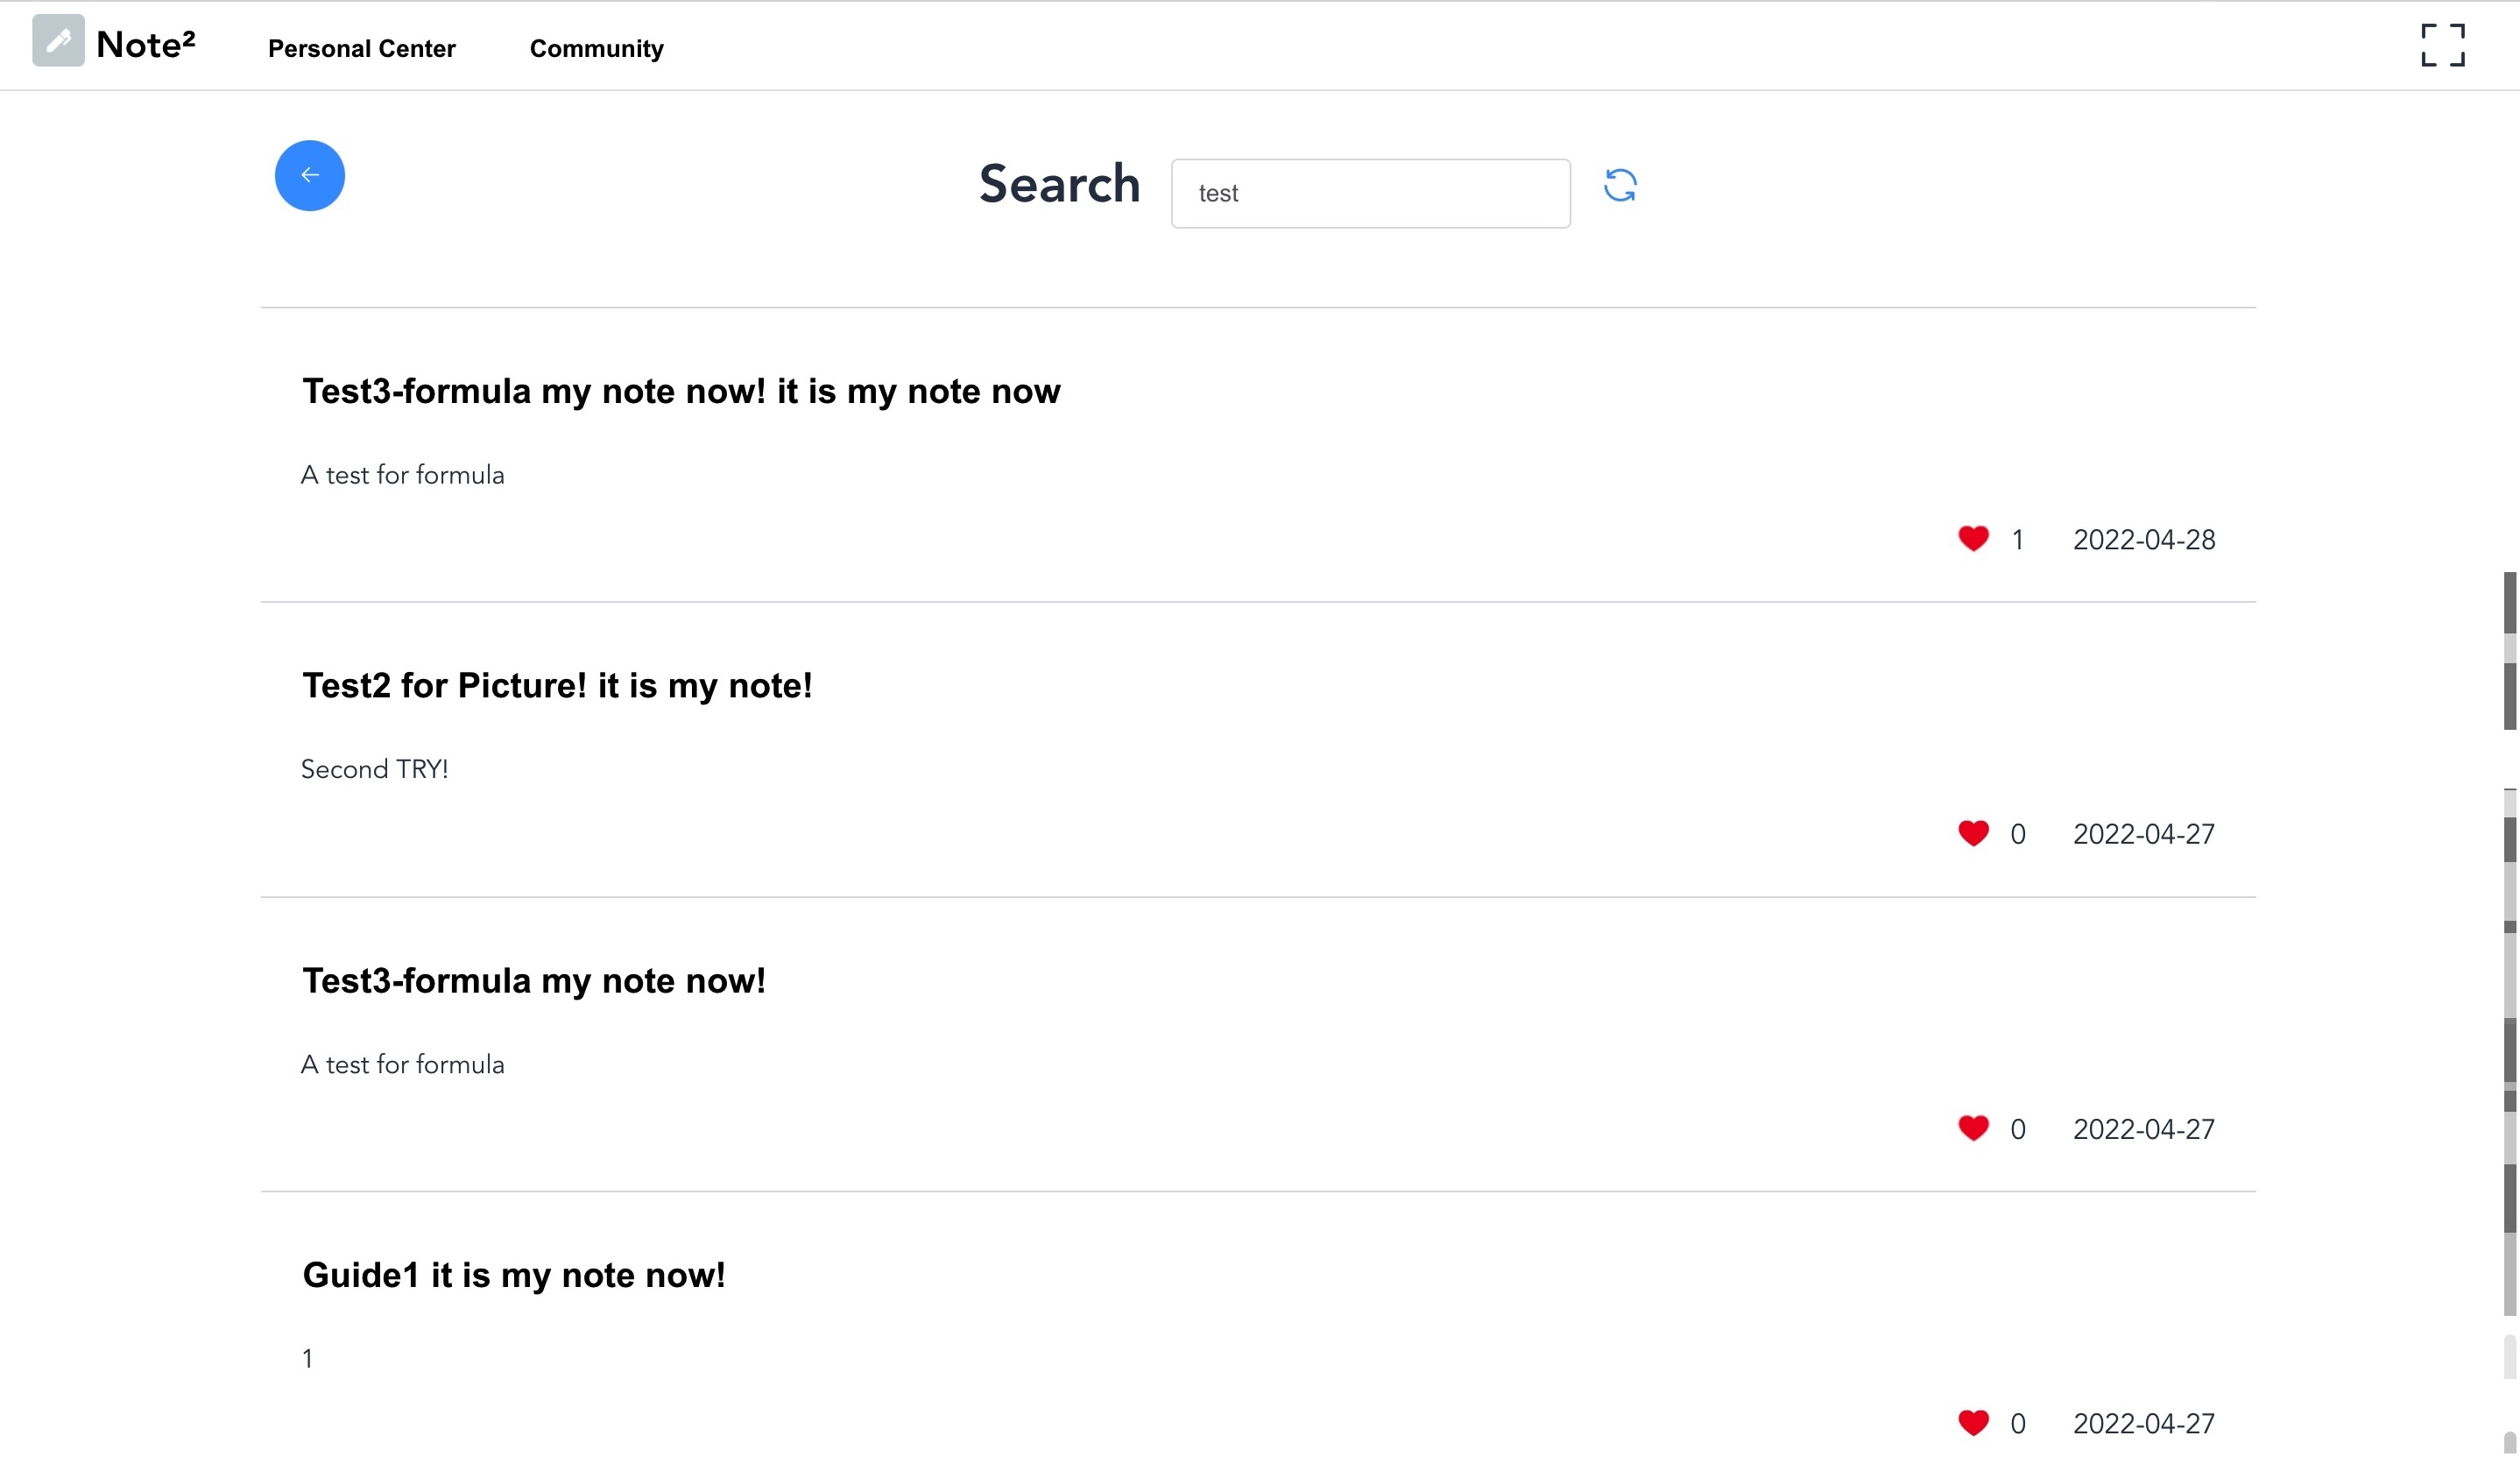 Note²
Personal Center
Community
Search
test
Test3-formula my note now! it is my note now
A test for formula
1
2022-04-28
Test2 for Picture! it is my note!
Second TRY!
0
2022-04-27
Test3-formula my note now!
A test for formula
0
2022-04-27
Guide1 it is my note now!
1
0
2022-04-27